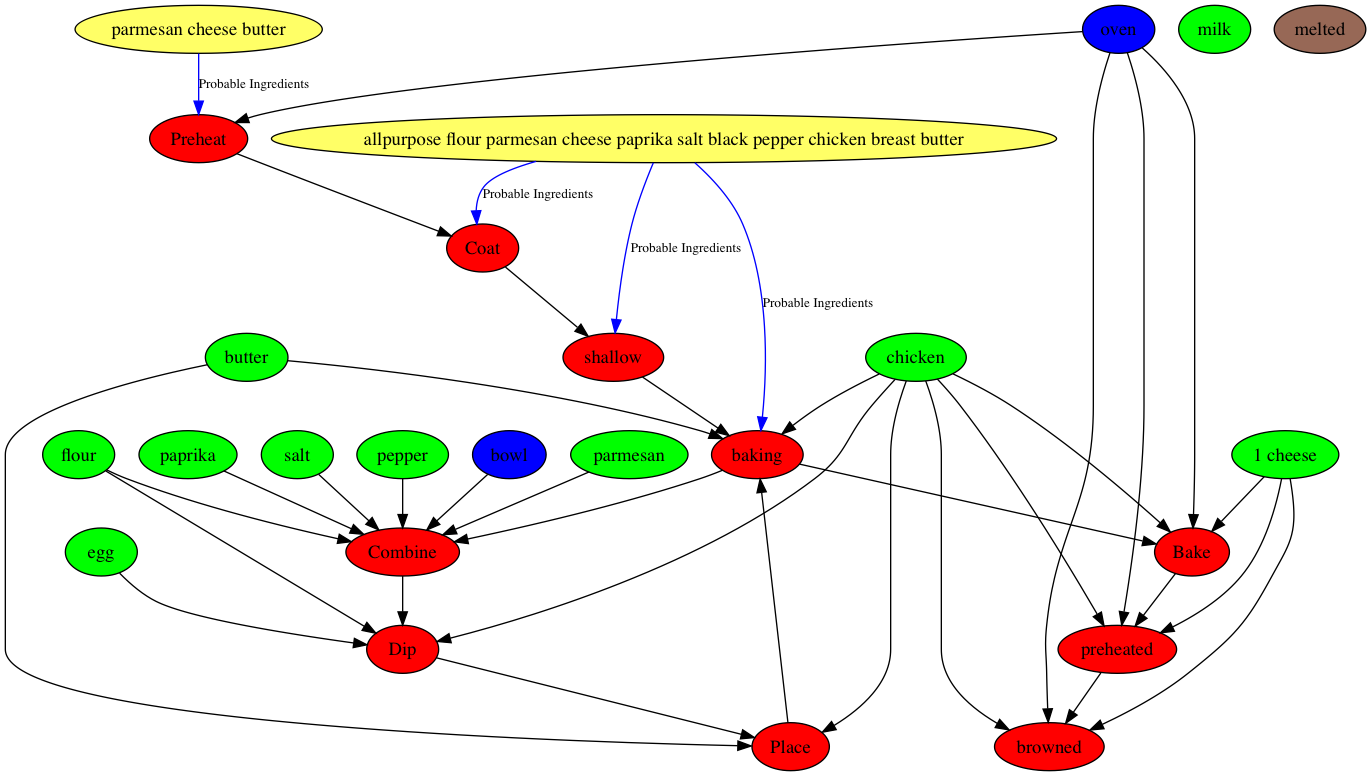 parmesan cheese butter
oven
milk
melted
Probable Ingredients
Preheat
allpurpose flour parmesan cheese paprika salt black pepper chicken breast butter
Probable Ingredients
Coat
Probable Ingredients
Probable Ingredients
butter
shallow
chicken
flour
paprika
salt
pepper
bowl
parmesan
baking
1 cheese
egg
Combine
Bake
Dip
preheated
Place
browned